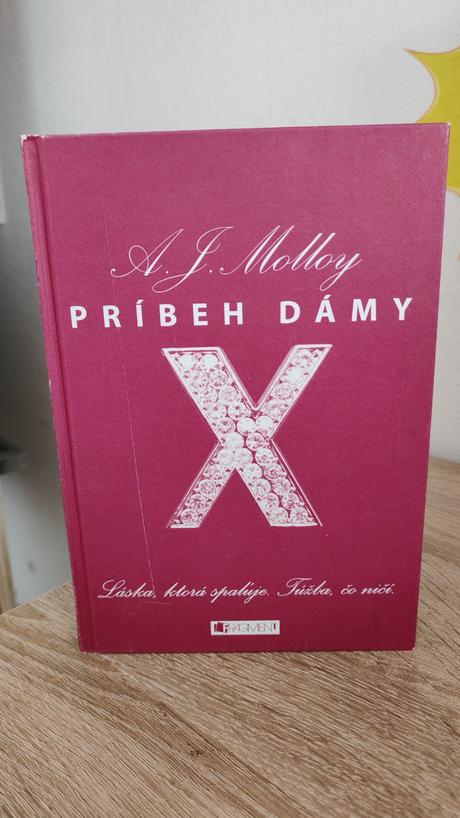 A. J. Molloy
PRÍBEH DÁMY
X
Láska, ktorá spaľuje. Túžba, čo ničí.
FRAGMENT